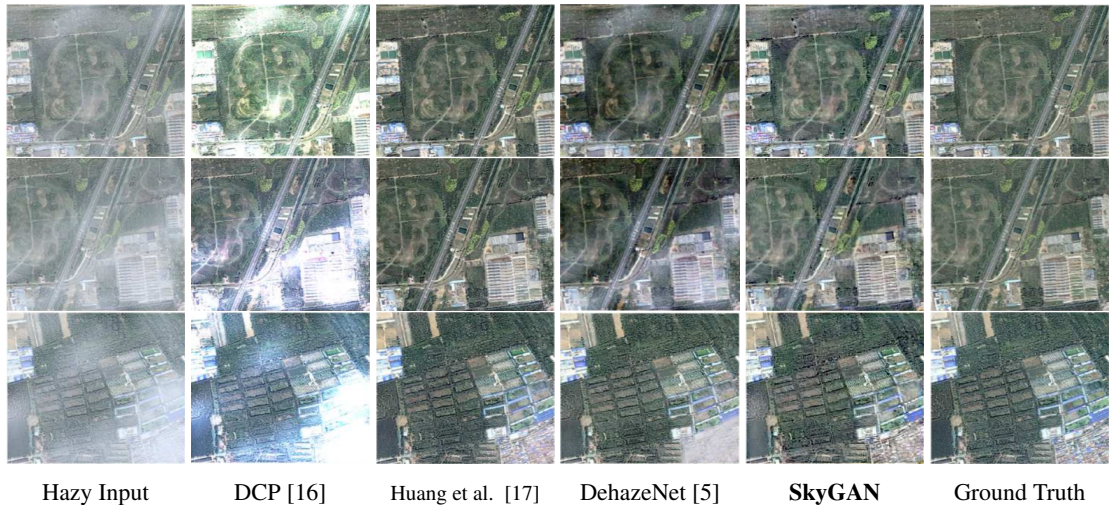 Hazy Input DCP [16] Huang et al. [17] DehazeNet [5] SkyGAN Ground Truth